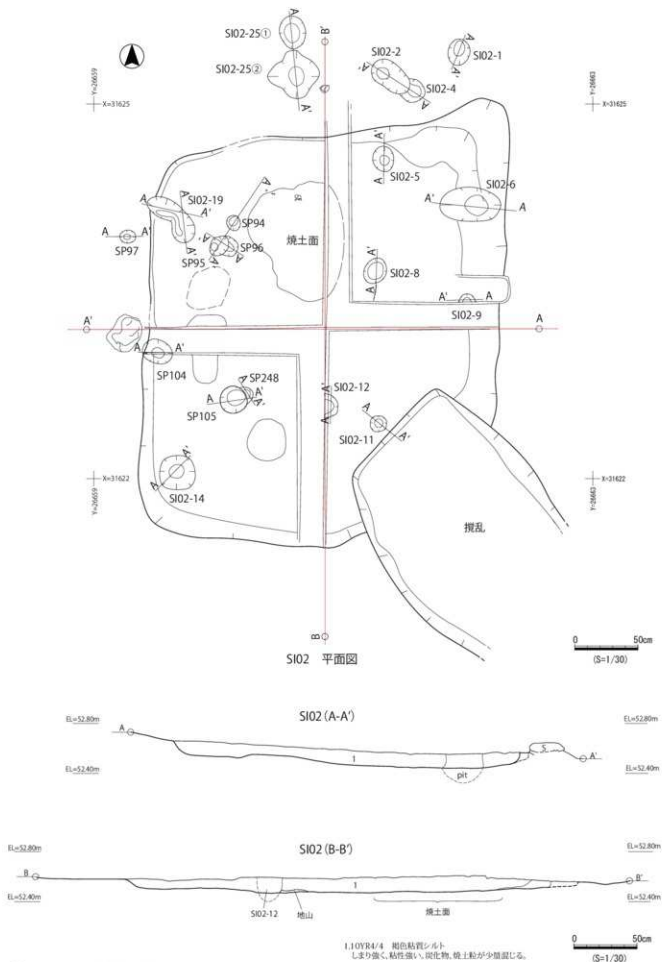 SI02-25①
SI02-25②
SI02-2
SI02-1
SI02-4
A
A'
B'
Y=26659
X=31625
Y=26663
X=31625
SI02-5
SI02-6
SI02-19
SP94
SP95
SP96
SP97
焼土面
SI02-8
SI02-9
A'
A
SP104
SP248
SP105
SI02-12
SI02-11
SI02-14
Y=26659
X=31622
Y=26663
X=31622
攪乱
B
SI02 平面図
0 50cm
(S=1/30)
SI02 (A-A')
EL=52.80m
EL=52.80m
A
1
S
A'
EL=52.40m
pit
EL=52.40m
SI02 (B-B')
EL=52.80m
EL=52.80m
B
1
B'
EL=52.40m
EL=52.40m
SI02-12
地山
焼土面
1.10YR4/4 褐色粘質シルト
しまり強く、粘性強い、炭化物、焼土粒が少量混じる。
0 50cm
(S=1/30)